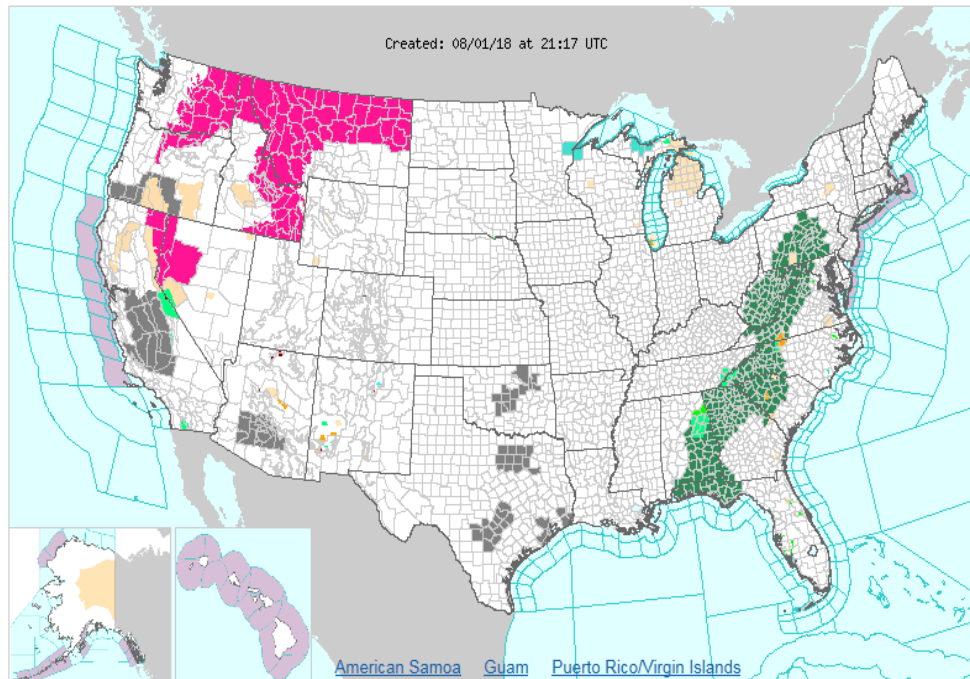 Created: 08/01/18 at 21:17 UTC
American Samoa Guam Puerto Rico/Virgin Islands